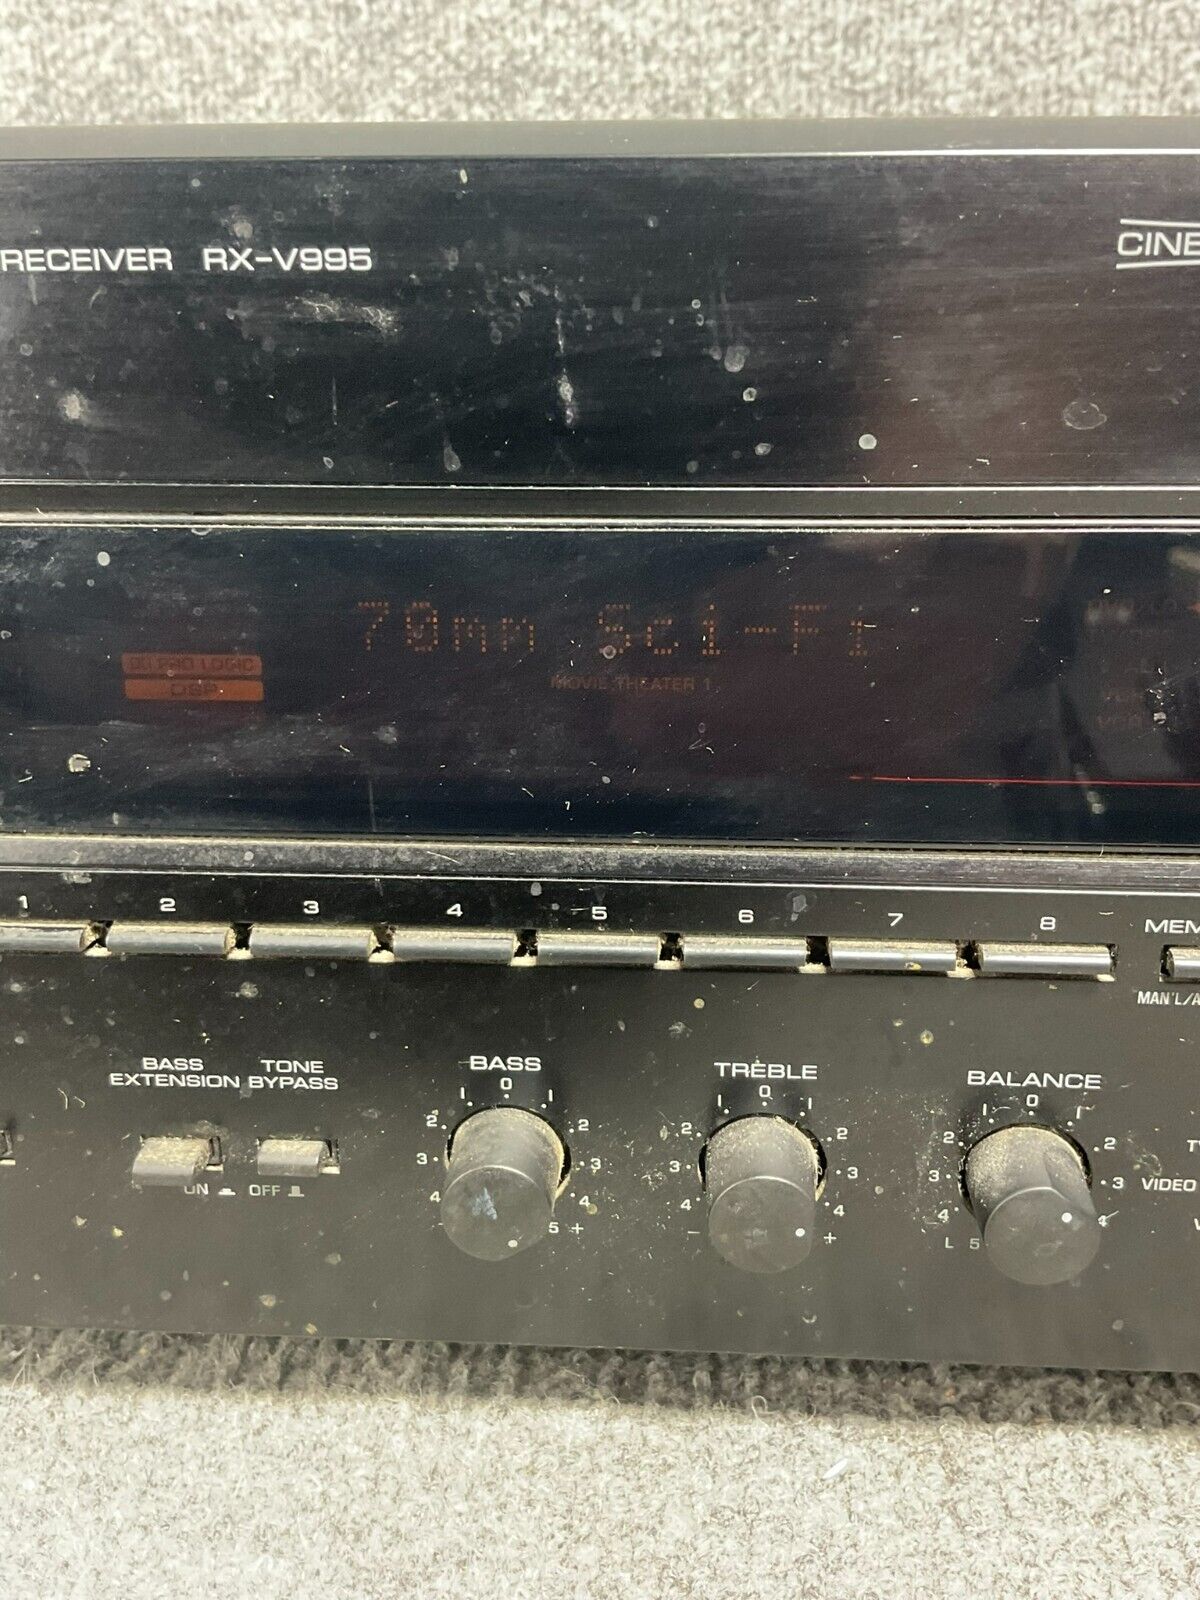 RECEIVER RX-V995
CINE
70mm Sci-Fi
MOVIE THEATER 1
PRO LOGIC
DSP
1 2 3 4 5 6 7 8
MEM
MAN'L/A
BASS EXTENSION
TONE BYPASS
ON OFF
BASS
0
1 1
2 2
3 3
4 4
5 +
TREBLE
0
1 1
2 2
3 3
4 4
- +
BALANCE
0
1 1
2 2
3 3
4 4
L 5
T
VIDEO
V